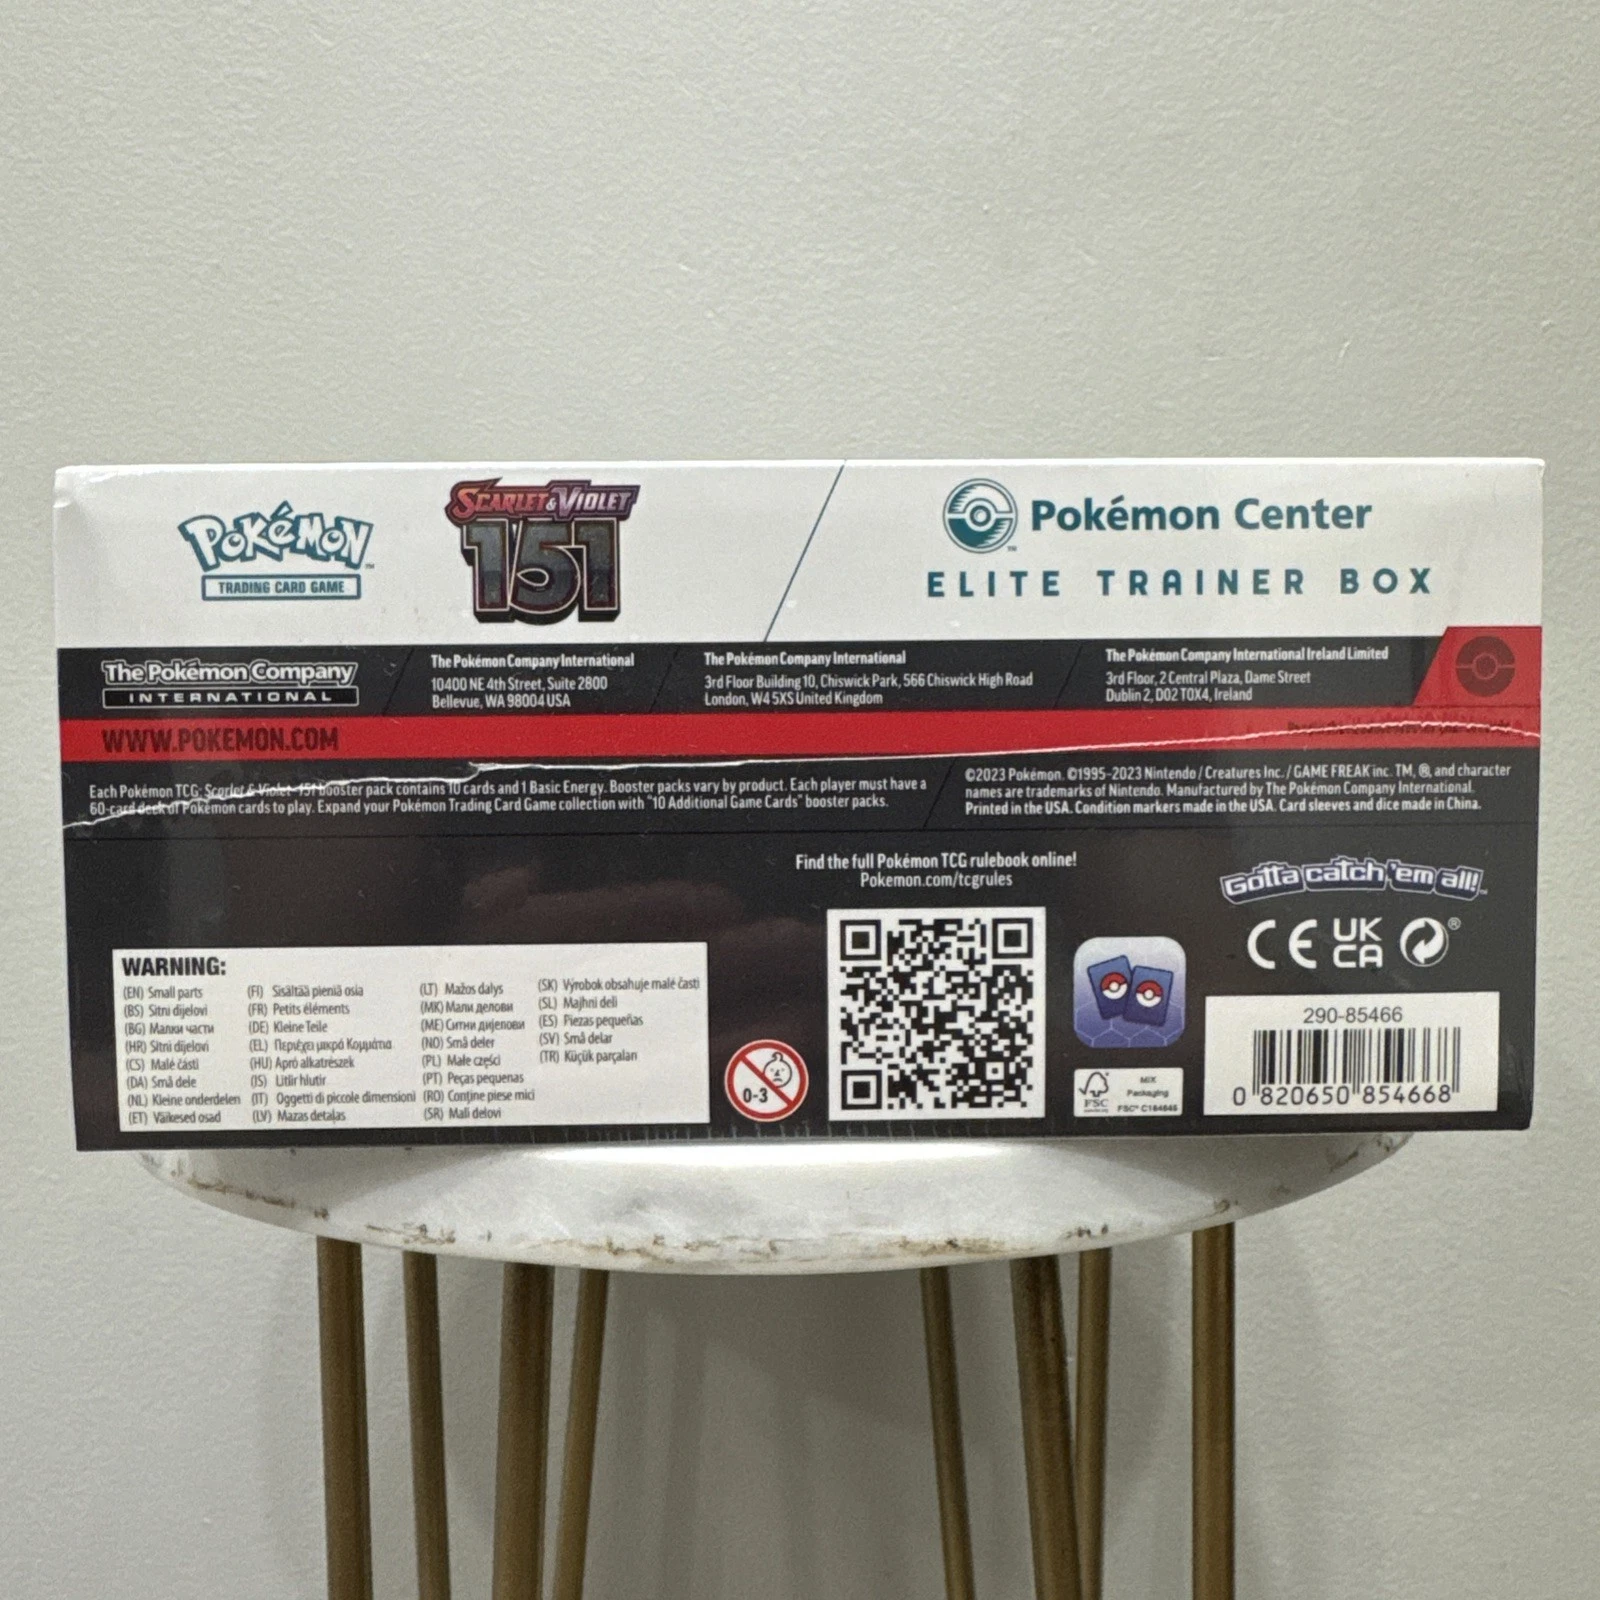 Pokémon
TRADING CARD GAME
SCARLET & VIOLET
151
Pokémon Center
ELITE TRAINER BOX
The Pokémon Company
INTERNATIONAL
The Pokémon Company International
10400 NE 4th Street, Suite 2800
Bellevue, WA 98004 USA
The Pokémon Company International
3rd Floor Building 10, Chiswick Park, 566 Chiswick High Road
London, W4 5XS United Kingdom
The Pokémon Company International Ireland Limited
3rd Floor, 2 Central Plaza, Dame Street
Dublin 2, D02 T0X4, Ireland
WWW.POKEMON.COM
Each Pokémon TCG: Scarlet & Violet-151 booster pack contains 10 cards and 1 Basic Energy. Booster packs vary by product. Each player must have a
60-card deck of Pokémon cards to play. Expand your Pokémon Trading Card Game collection with "10 Additional Game Cards" booster packs.
©2023 Pokémon. ©1995-2023 Nintendo / Creatures Inc. / GAME FREAK inc. TM, ®, and character
names are trademarks of Nintendo. Manufactured by The Pokémon Company International.
Printed in the USA. Condition markers made in the USA. Card sleeves and dice made in China.
Find the full Pokémon TCG rulebook online!
Pokemon.com/tcgrules
Gotta catch 'em all!™
CE
UK
CA
®
WARNING:
(EN) Small parts
(BS) Sitni dijelovi
(BG) Малки части
(HR) Sitni dijelovi
(CS) Malé části
(DA) Små dele
(NL) Kleine onderdelen
(ET) Väikesed osad
(FI) Sisältää pieniä osia
(FR) Petits éléments
(DE) Kleine Teile
(EL) Περιέχει μικρά Κομμάτια
(HU) Apró alkatrészek
(IS) Litlir hlutir
(IT) Oggetti di piccole dimensioni
(LV) Mazas detaļas
(LT) Mažos dalys
(MK) Мали делови
(ME) Ситни дијелови
(NO) Små deler
(PL) Małe części
(PT) Peças pequenas
(RO) Conține piese mici
(SR) Mali delovi
(SK) Výrobok obsahuje malé časti
(SL) Majhni deli
(ES) Piezas pequeñas
(SV) Små delar
(TR) Küçük parçaları
0-3
FSC
MIX
Packaging
FSC® C184645
290-85466
0 820650 854668